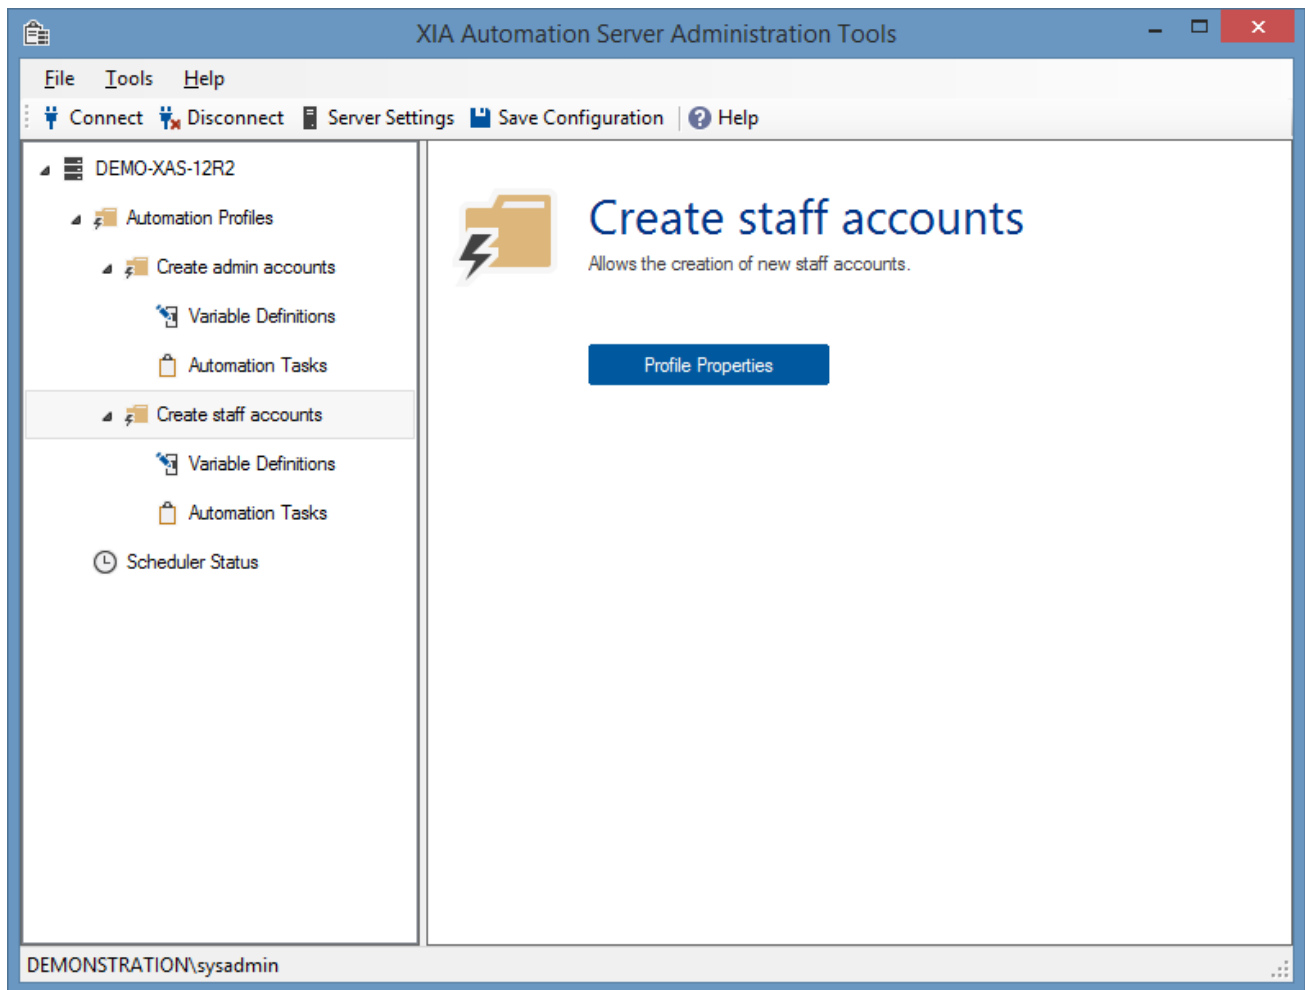 XIA Automation Server Administration Tools
File Tools Help
Connect Disconnect Server Settings Save Configuration Help
DEMO-XAS-12R2
Automation Profiles
Create admin accounts
Variable Definitions
Automation Tasks
Create staff accounts
Variable Definitions
Automation Tasks
Scheduler Status
Create staff accounts
Allows the creation of new staff accounts.
Profile Properties
DEMONSTRATION\sysadmin